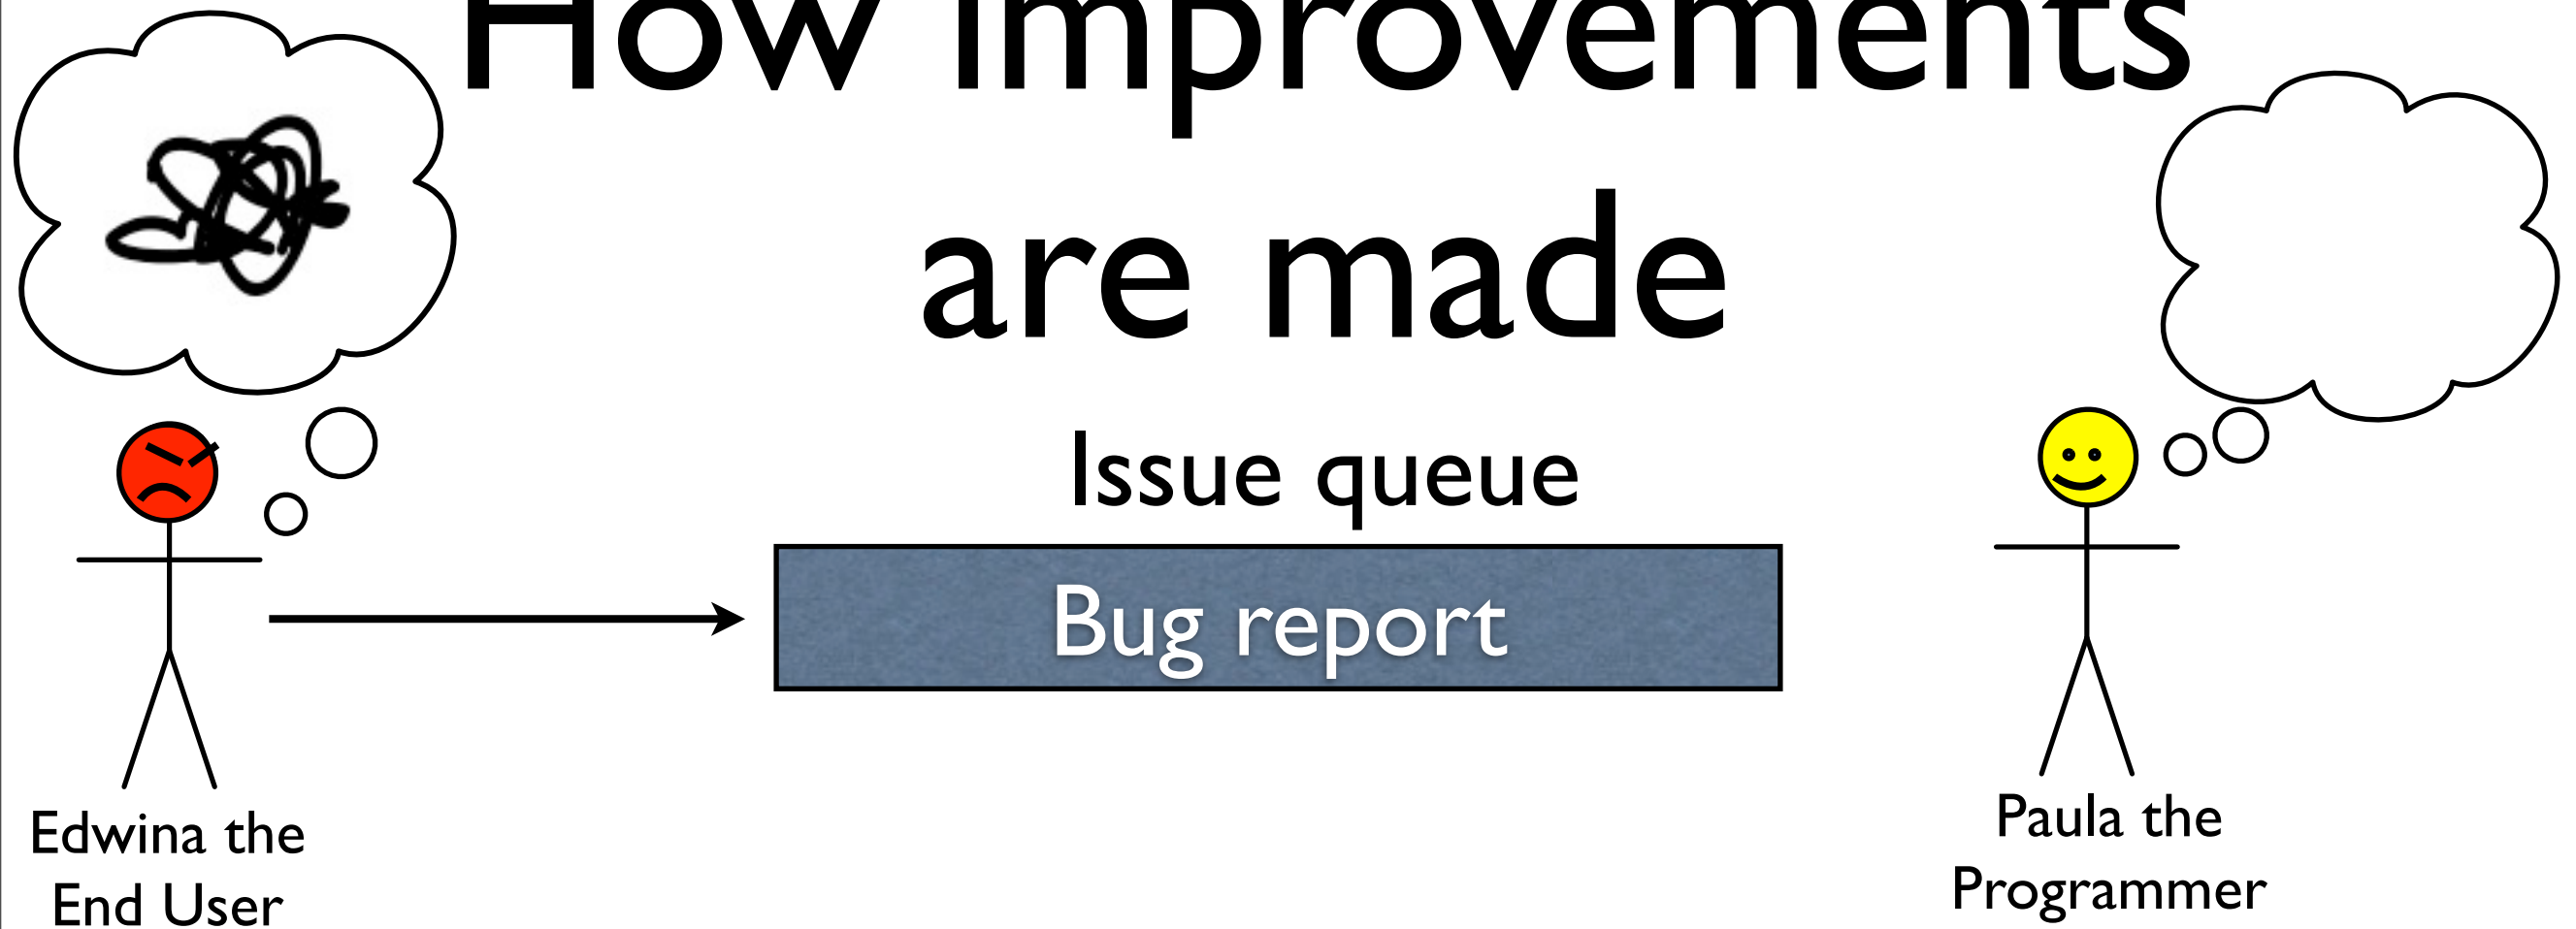 How improvements
are made
Issue queue
Bug report
Edwina the
End User
Paula the
Programmer